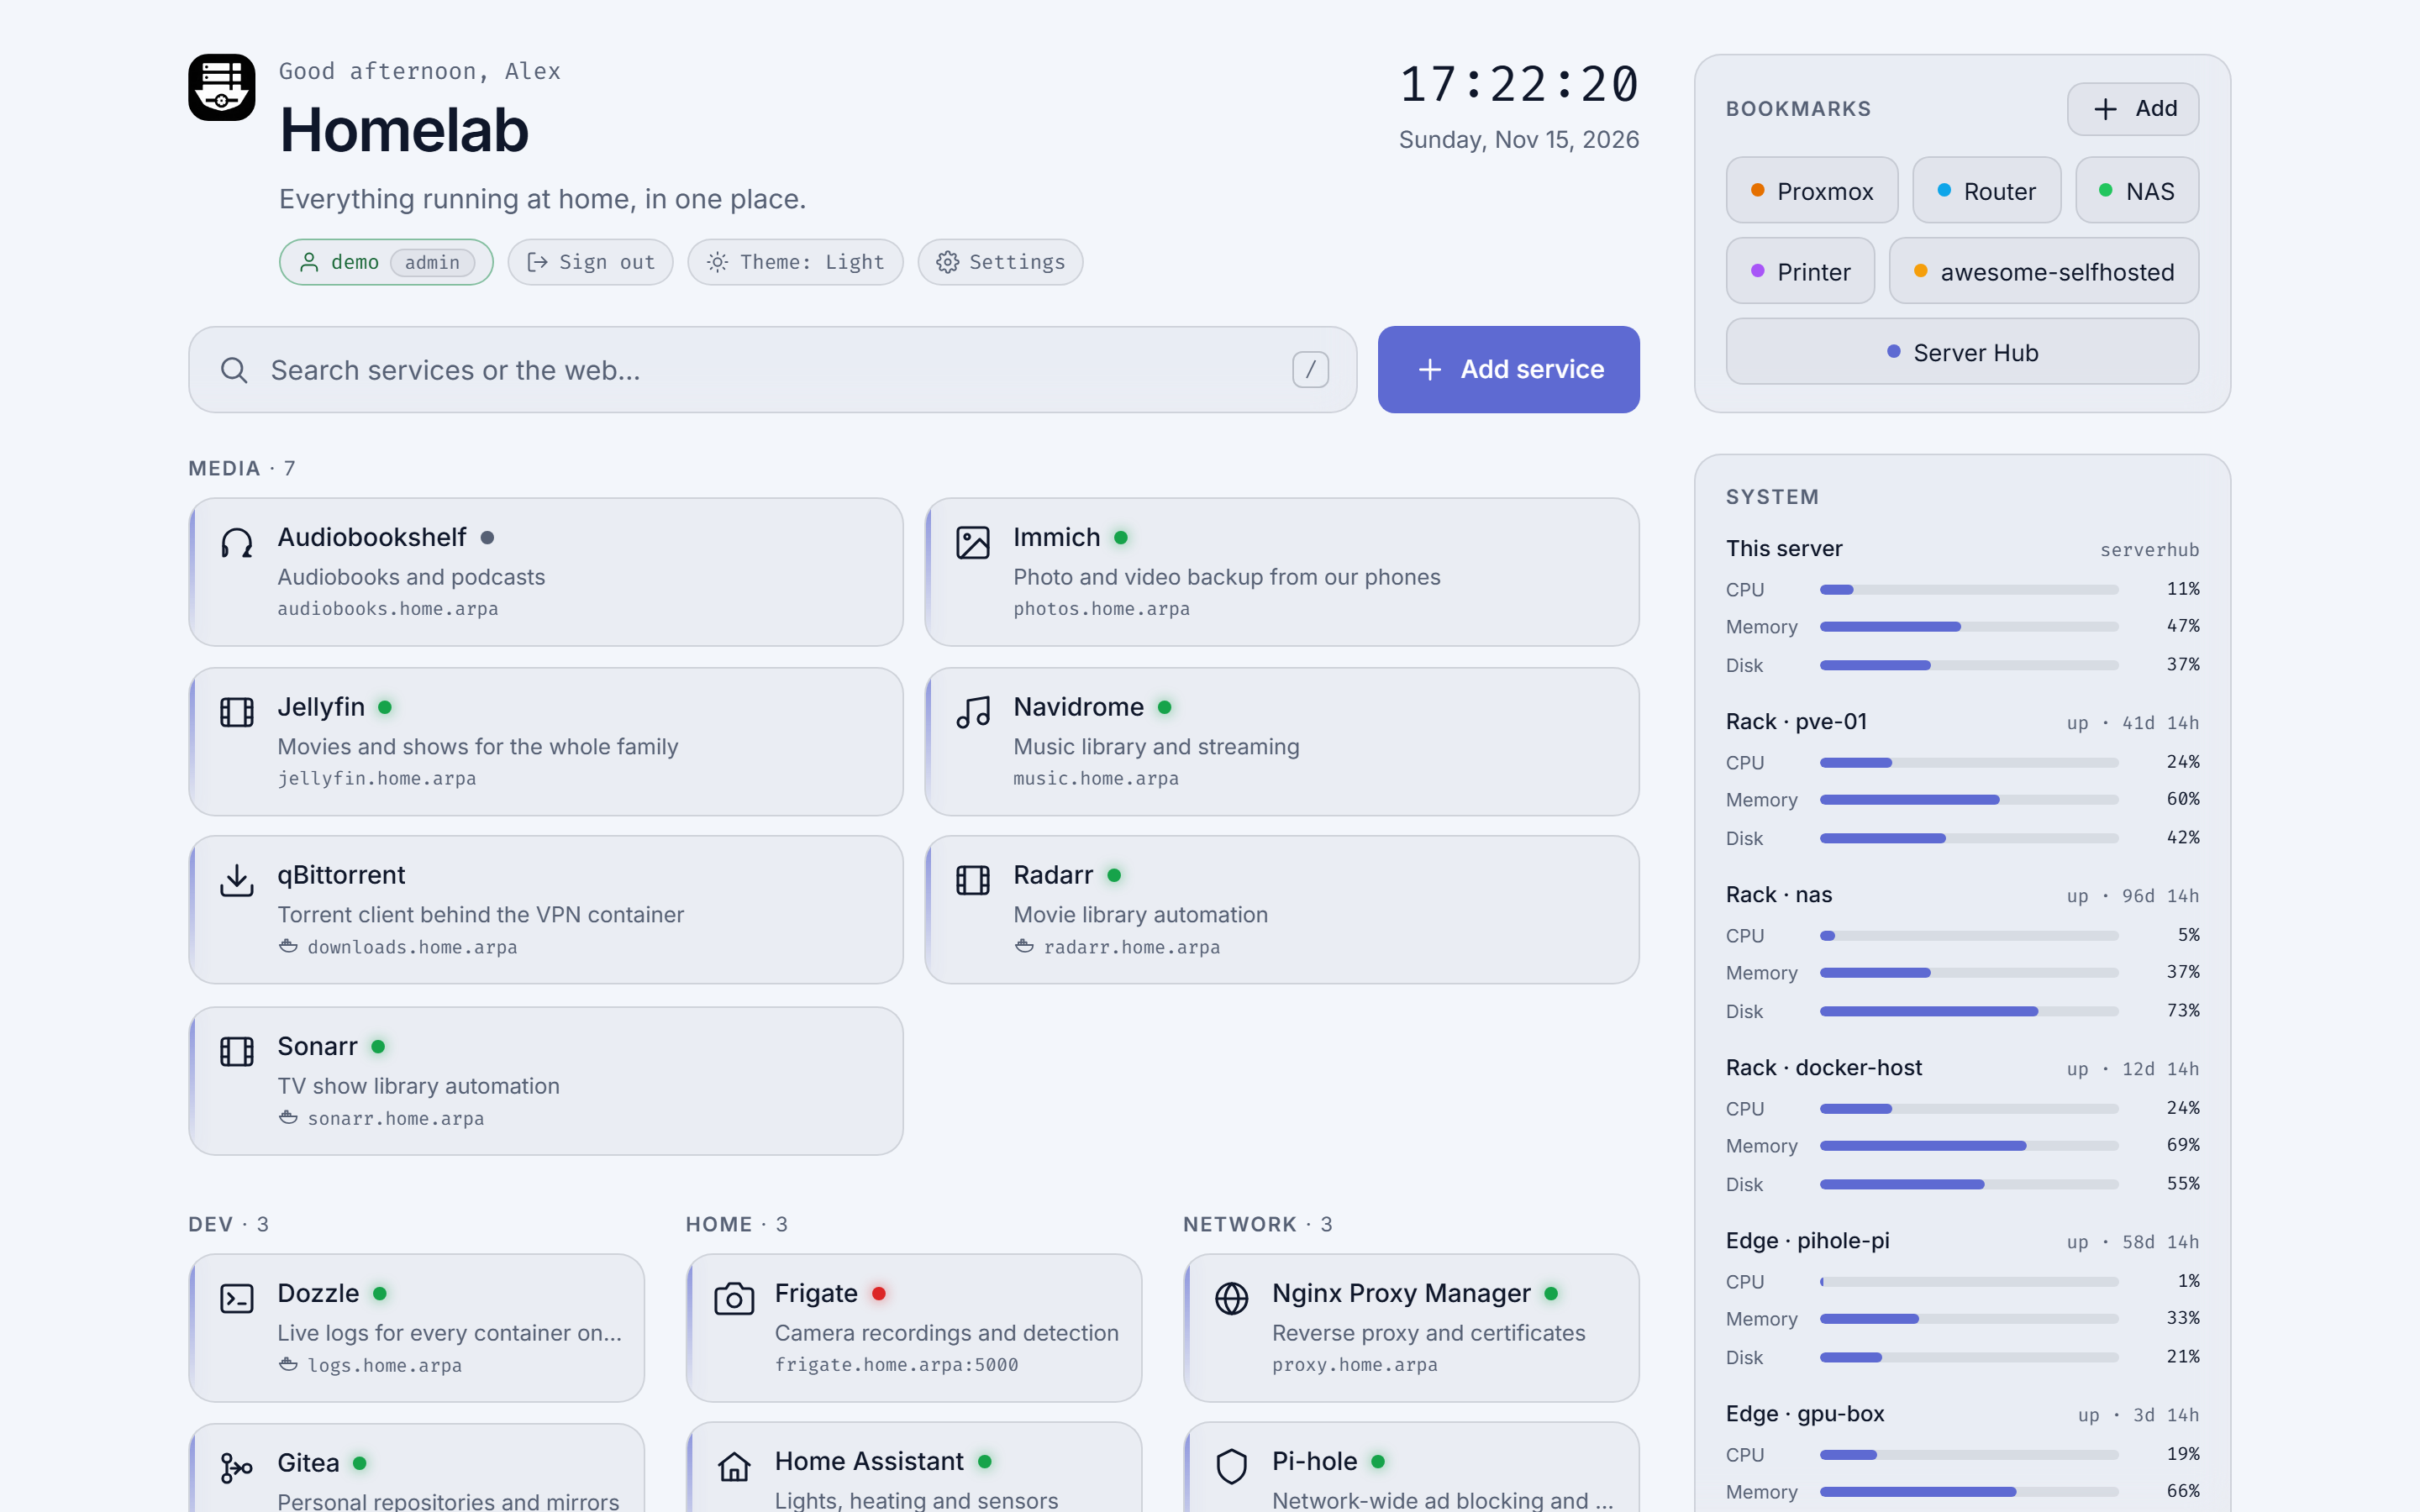 Good afternoon, Alex
Homelab
Everything running at home, in one place.
demo admin
Sign out
Theme: Light
Settings
17:22:20
Sunday, Nov 15, 2026
Search services or the web...
/
Add service
MEDIA · 7
Audiobookshelf
Audiobooks and podcasts
audiobooks.home.arpa
Immich
Photo and video backup from our phones
photos.home.arpa
Jellyfin
Movies and shows for the whole family
jellyfin.home.arpa
Navidrome
Music library and streaming
music.home.arpa
qBittorrent
Torrent client behind the VPN container
downloads.home.arpa
Radarr
Movie library automation
radarr.home.arpa
Sonarr
TV show library automation
sonarr.home.arpa
DEV · 3
Dozzle
Live logs for every container on...
logs.home.arpa
Gitea
Personal repositories and mirrors
HOME · 3
Frigate
Camera recordings and detection
frigate.home.arpa:5000
Home Assistant
Lights, heating and sensors
NETWORK · 3
Nginx Proxy Manager
Reverse proxy and certificates
proxy.home.arpa
Pi-hole
Network-wide ad blocking and ...
BOOKMARKS
Add
Proxmox
Router
NAS
Printer
awesome-selfhosted
Server Hub
SYSTEM
This server serverhub
CPU 11%
Memory 47%
Disk 37%
Rack · pve-01 up · 41d 14h
CPU 24%
Memory 60%
Disk 42%
Rack · nas up · 96d 14h
CPU 5%
Memory 37%
Disk 73%
Rack · docker-host up · 12d 14h
CPU 24%
Memory 69%
Disk 55%
Edge · pihole-pi up · 58d 14h
CPU 1%
Memory 33%
Disk 21%
Edge · gpu-box up · 3d 14h
CPU 19%
Memory 66%